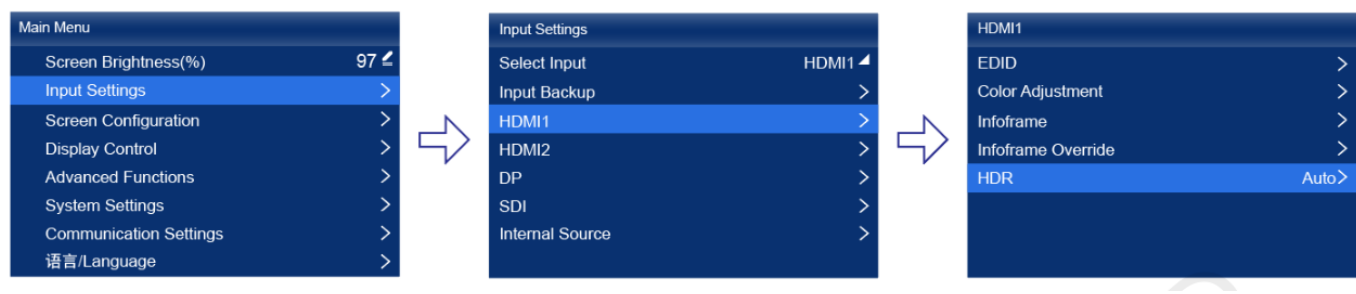 Main Menu
Screen Brightness(%) 97
Input Settings
Screen Configuration
Display Control
Advanced Functions
System Settings
Communication Settings
语言/Language
Input Settings
Select Input HDMI1
Input Backup
HDMI1
HDMI2
DP
SDI
Internal Source
HDMI1
EDID
Color Adjustment
Infoframe
Infoframe Override
HDR Auto